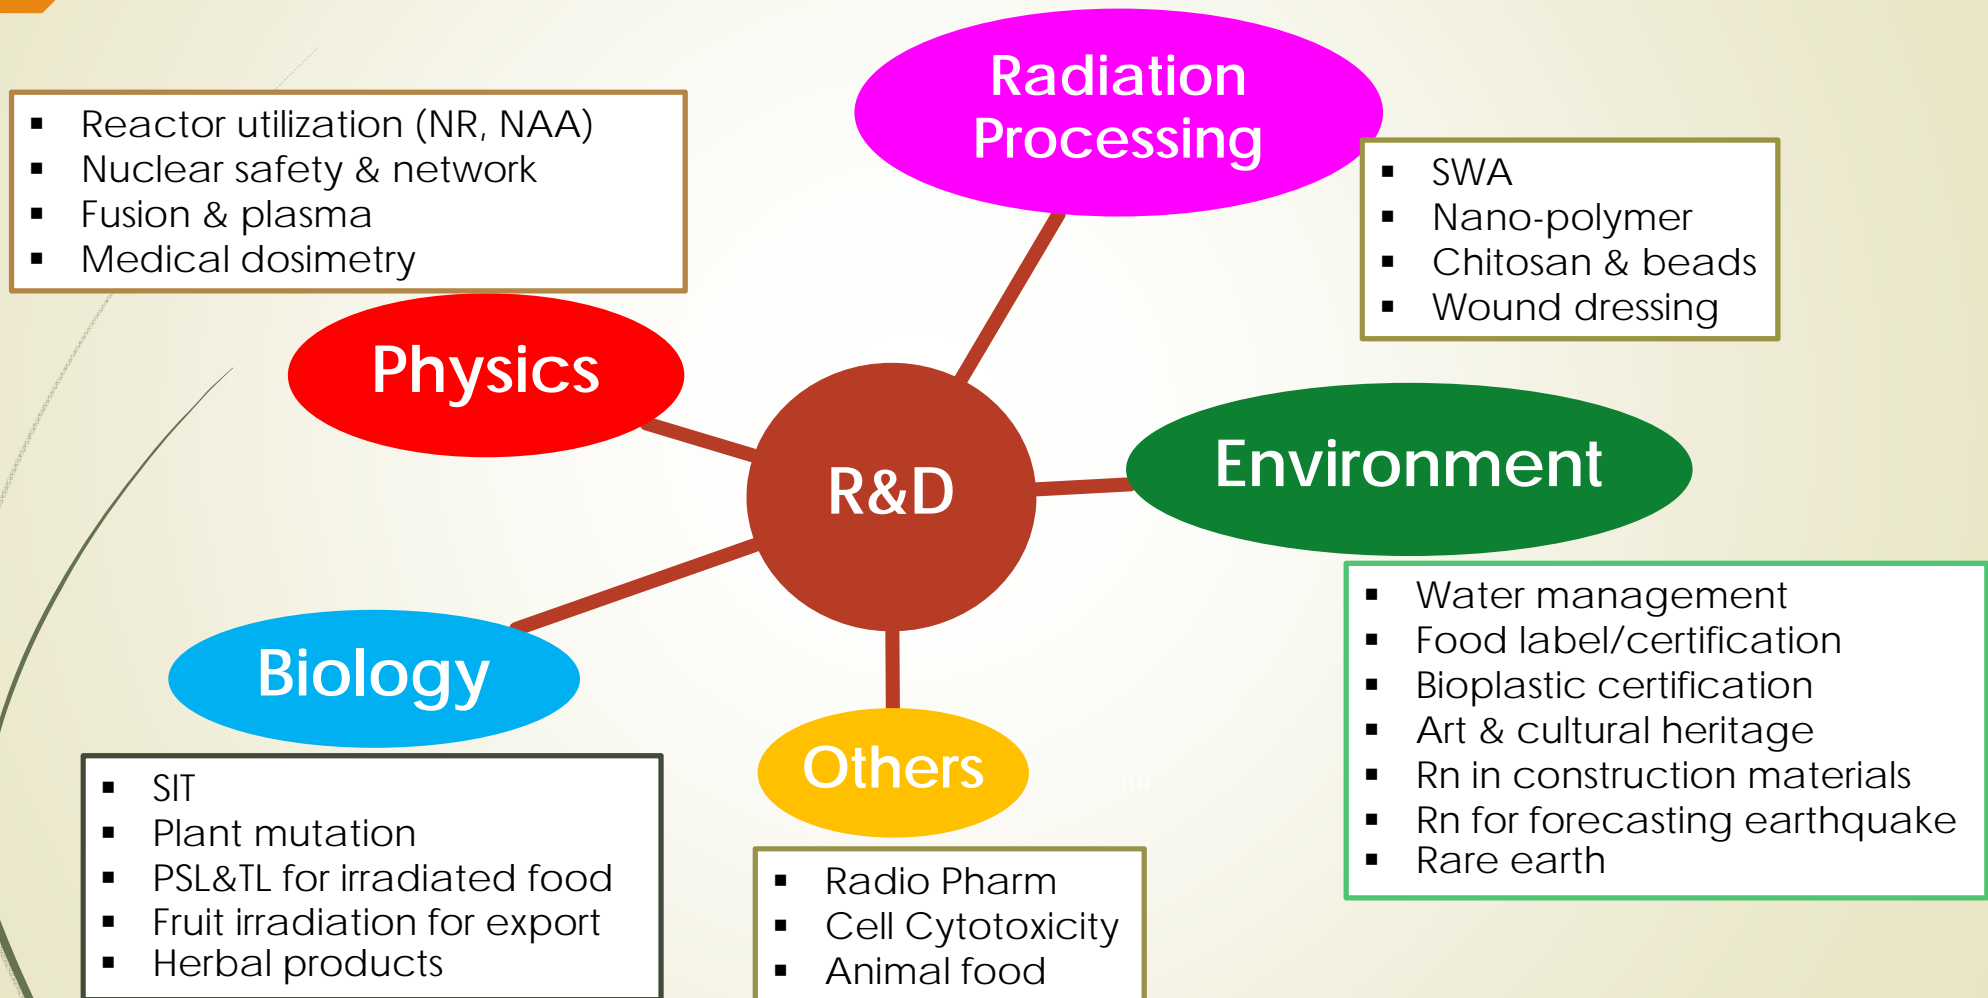 Radiation
Processing
▪ Reactor utilization (NR, NAA)
▪ Nuclear safety & network
▪ Fusion & plasma
▪ Medical dosimetry
▪ SWA
▪ Nano-polymer
▪ Chitosan & beads
▪ Wound dressing
Physics
Environment
R&D
▪ Water management
▪ Food label/certification
▪ Bioplastic certification
▪ Art & cultural heritage
▪ Rn in construction materials
▪ Rn for forecasting earthquake
▪ Rare earth
Biology
Others
▪ SIT
▪ Plant mutation
▪ PSL&TL for irradiated food
▪ Fruit irradiation for export
▪ Herbal products
▪ Radio Pharm
▪ Cell Cytotoxicity
▪ Animal food